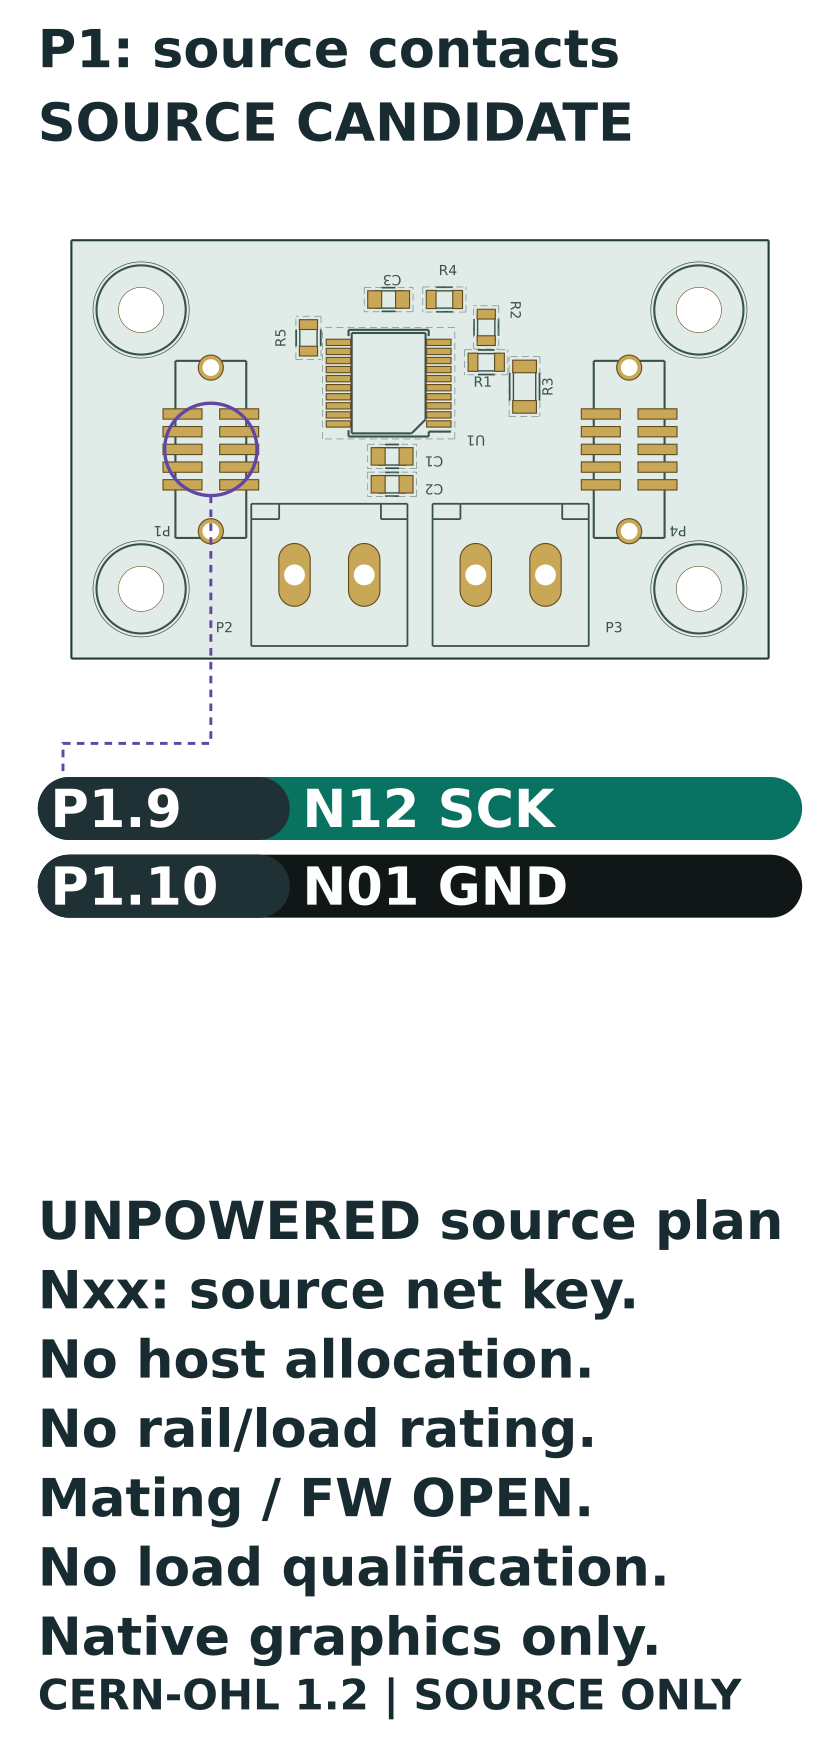 P1: source contacts
SOURCE CANDIDATE
C3
R4
R2
R5
R1
R3
U1
C1
C2
P1
P4
P2
P3
P1.9 N12 SCK
P1.10 N01 GND
UNPOWERED source plan
Nxx: source net key.
No host allocation.
No rail/load rating.
Mating / FW OPEN.
No load qualification.
Native graphics only.
CERN-OHL 1.2 | SOURCE ONLY